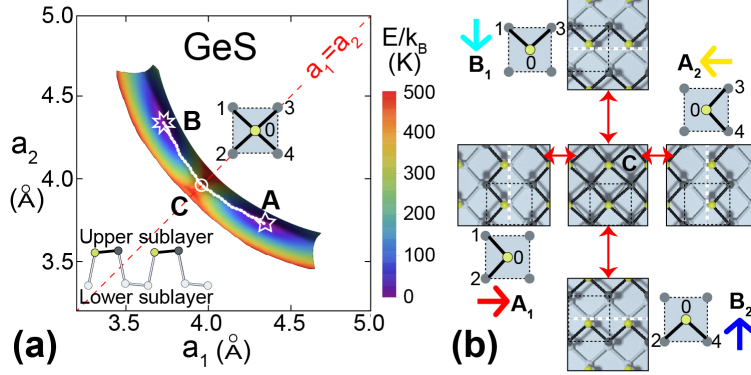 GeS
a₁=a₂
E/k_B
(K)
500
400
300
200
100
0
5.0
4.5
4.0
3.5
a₂
(Å)
B
C
A
1
3
0
2
4
Upper sublayer
Lower sublayer
3.5
4.0
4.5
5.0
a₁(Å)
(a)
1
3
0
B₁
A₂
3
0
4
C
1
0
2
A₁
0
2
4
B₂
(b)